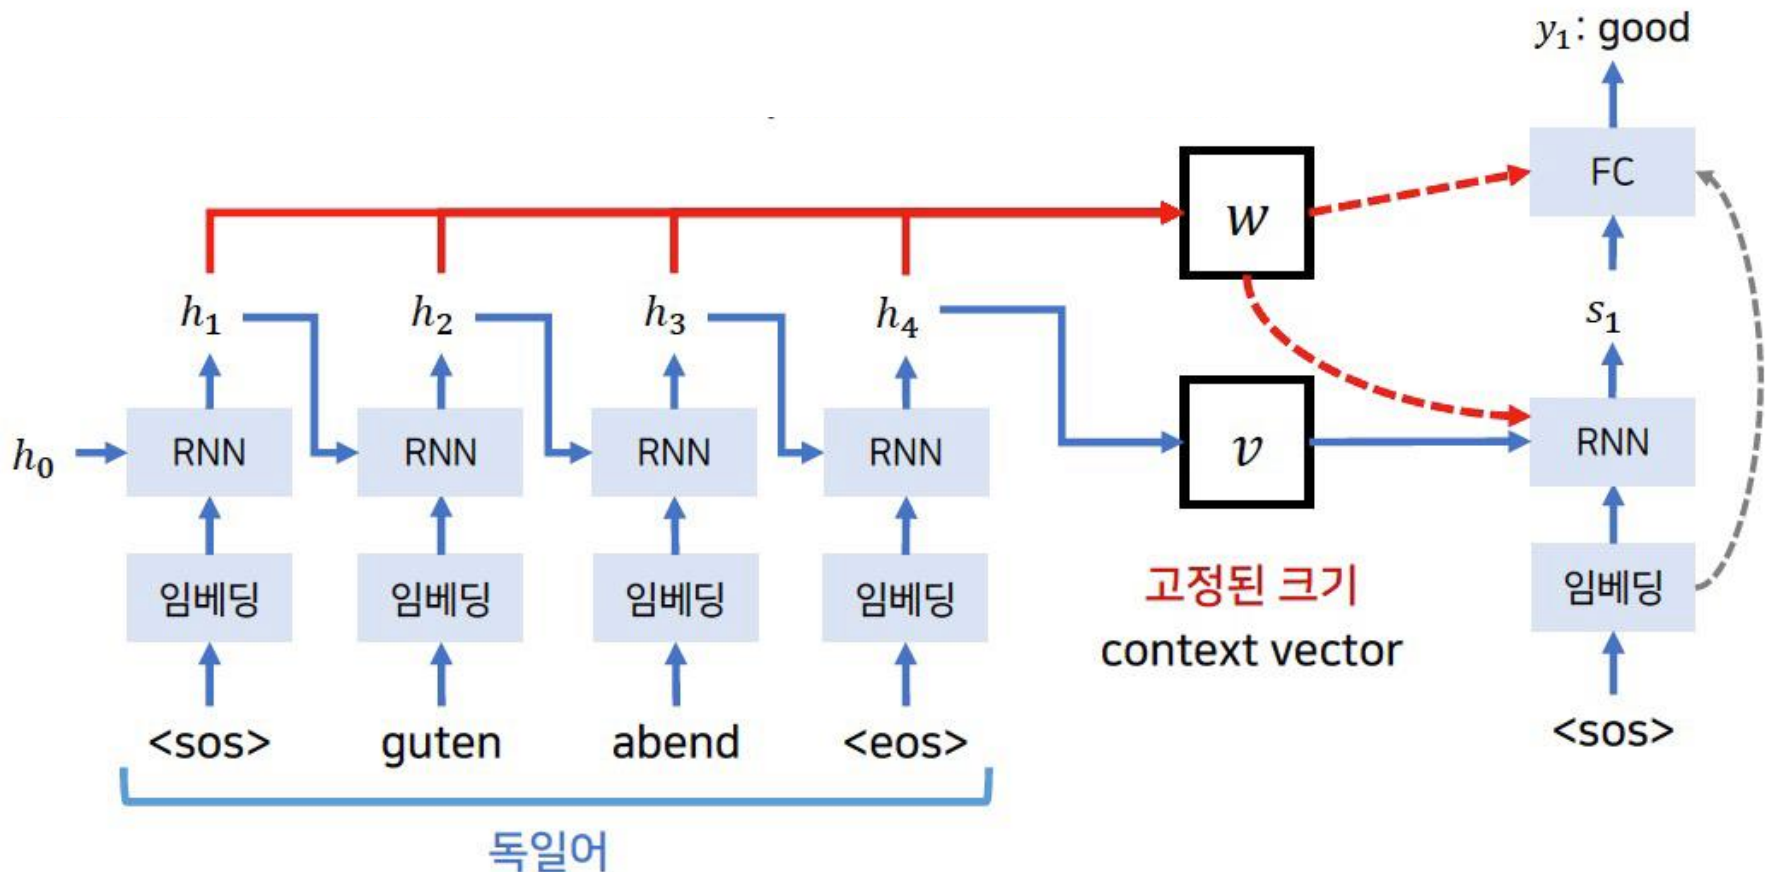 y₁: good
FC
w
h₁
h₂
h₃
h₄
s₁
h₀
RNN
RNN
RNN
RNN
v
RNN
임베딩
임베딩
임베딩
임베딩
고정된 크기
context vector
임베딩
<sos>
guten
abend
<eos>
<sos>
독일어